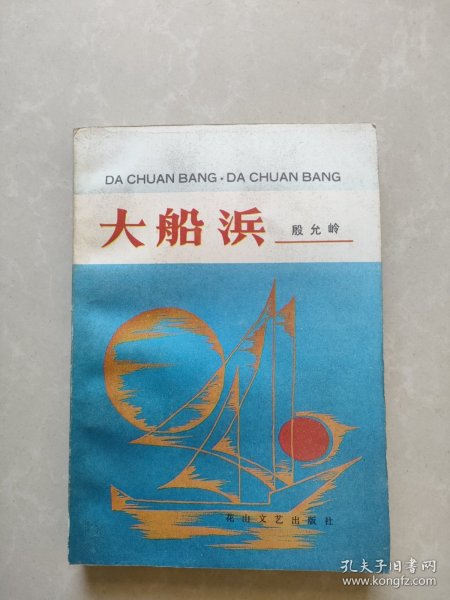 DA CHUAN BANG · DA CHUAN BANG
大船浜 殷允岭
花山文艺出版社
孔夫子旧书网
www.kongfz.com